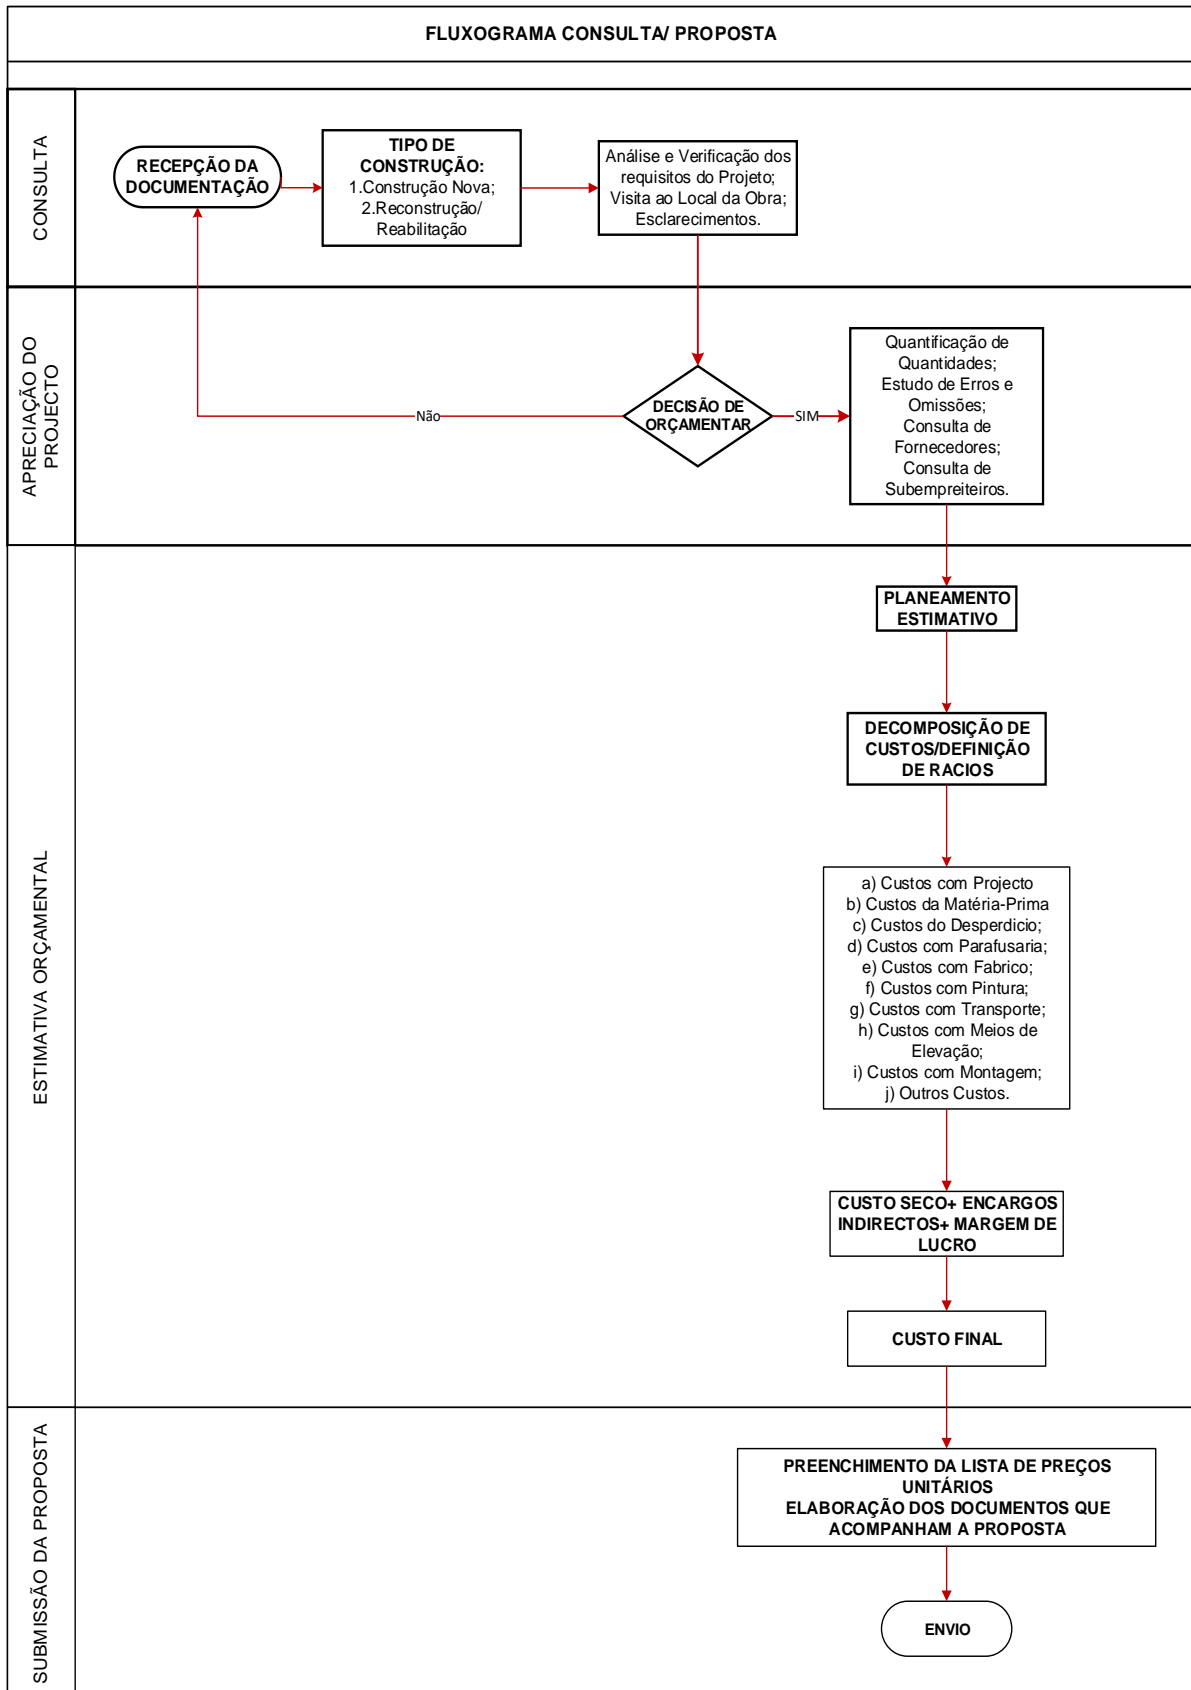 FLUXOGRAMA CONSULTA/ PROPOSTA
CONSULTA
RECEPÇÃO DA
DOCUMENTAÇÃO
TIPO DE
CONSTRUÇÃO:
1.Construção Nova;
2.Reconstrução/
Reabilitação
Análise e Verificação dos
requisitos do Projeto;
Visita ao Local da Obra;
Esclarecimentos.
APRECIAÇÃO DO
PROJECTO
Não
DECISÃO DE
ORÇAMENTAR
SIM
Quantificação de
Quantidades;
Estudo de Erros e
Omissões;
Consulta de
Fornecedores;
Consulta de
Subempreiteiros.
ESTIMATIVA ORÇAMENTAL
PLANEAMENTO
ESTIMATIVO
DECOMPOSIÇÃO DE
CUSTOS/DEFINIÇÃO
DE RACIOS
a) Custos com Projecto
b) Custos da Matéria-Prima
c) Custos do Desperdicio;
d) Custos com Parafusaria;
e) Custos com Fabrico;
f) Custos com Pintura;
g) Custos com Transporte;
h) Custos com Meios de
Elevação;
i) Custos com Montagem;
j) Outros Custos.
CUSTO SECO+ ENCARGOS
INDIRECTOS+ MARGEM DE
LUCRO
CUSTO FINAL
SUBMISSÃO DA PROPOSTA
PREENCHIMENTO DA LISTA DE PREÇOS
UNITÁRIOS
ELABORAÇÃO DOS DOCUMENTOS QUE
ACOMPANHAM A PROPOSTA
ENVIO